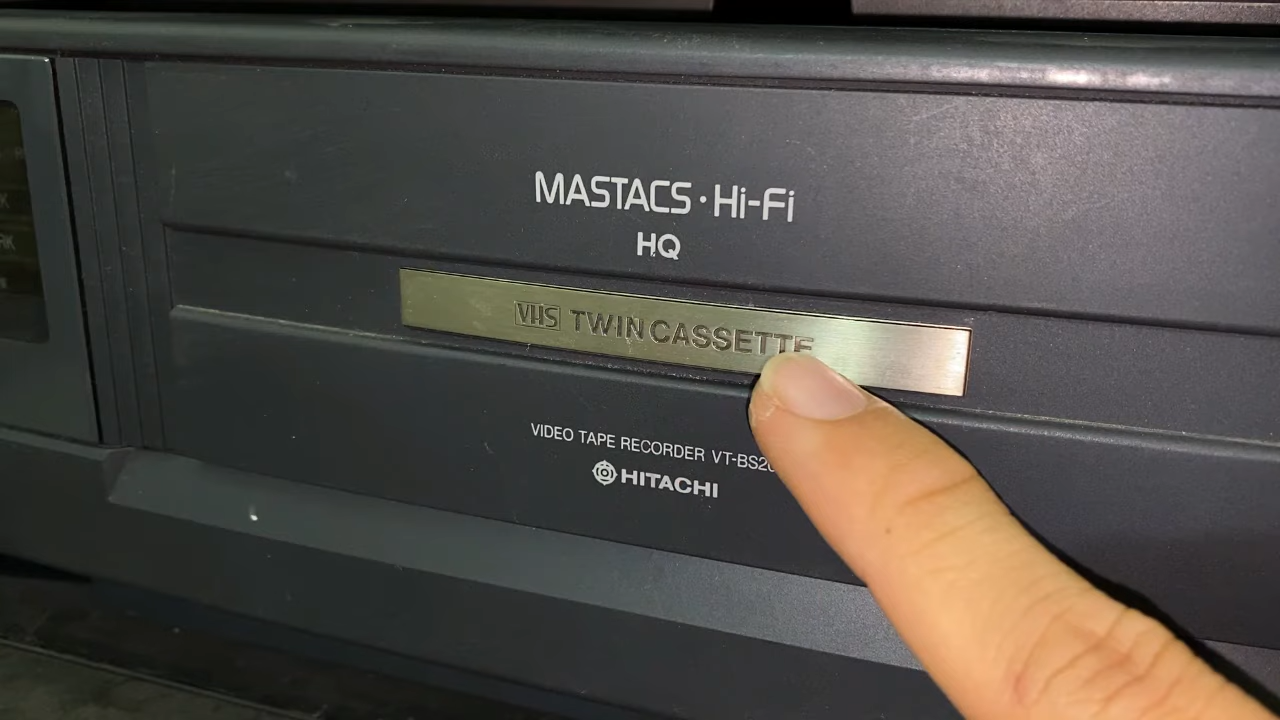 MASTACS·Hi-Fi
HQ
VHS TWIN CASSETTE
VIDEO TAPE RECORDER
HITACHI